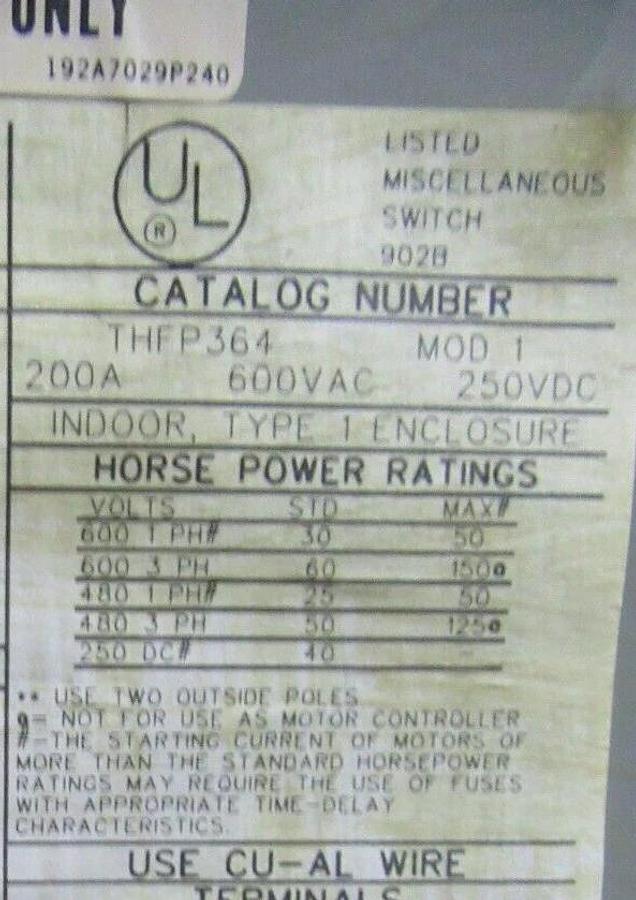 ONLY
192A7029P240
UL
®
LISTED
MISCELLANEOUS
SWITCH
902B
CATALOG NUMBER
THFP364 MOD 1
200A 600VAC 250VDC
INDOOR, TYPE 1 ENCLOSURE
HORSE POWER RATINGS
VOLTS STD MAX#
600 1 PH# 30 50
600 3 PH 60 150@
480 1 PH# 25 50
480 3 PH 50 125@
250 DC# 40 -
** USE TWO OUTSIDE POLES
@= NOT FOR USE AS MOTOR CONTROLLER
#=THE STARTING CURRENT OF MOTORS OF
MORE THAN THE STANDARD HORSEPOWER
RATINGS MAY REQUIRE THE USE OF FUSES
WITH APPROPRIATE TIME-DELAY
CHARACTERISTICS.
USE CU-AL WIRE
TERMINALS